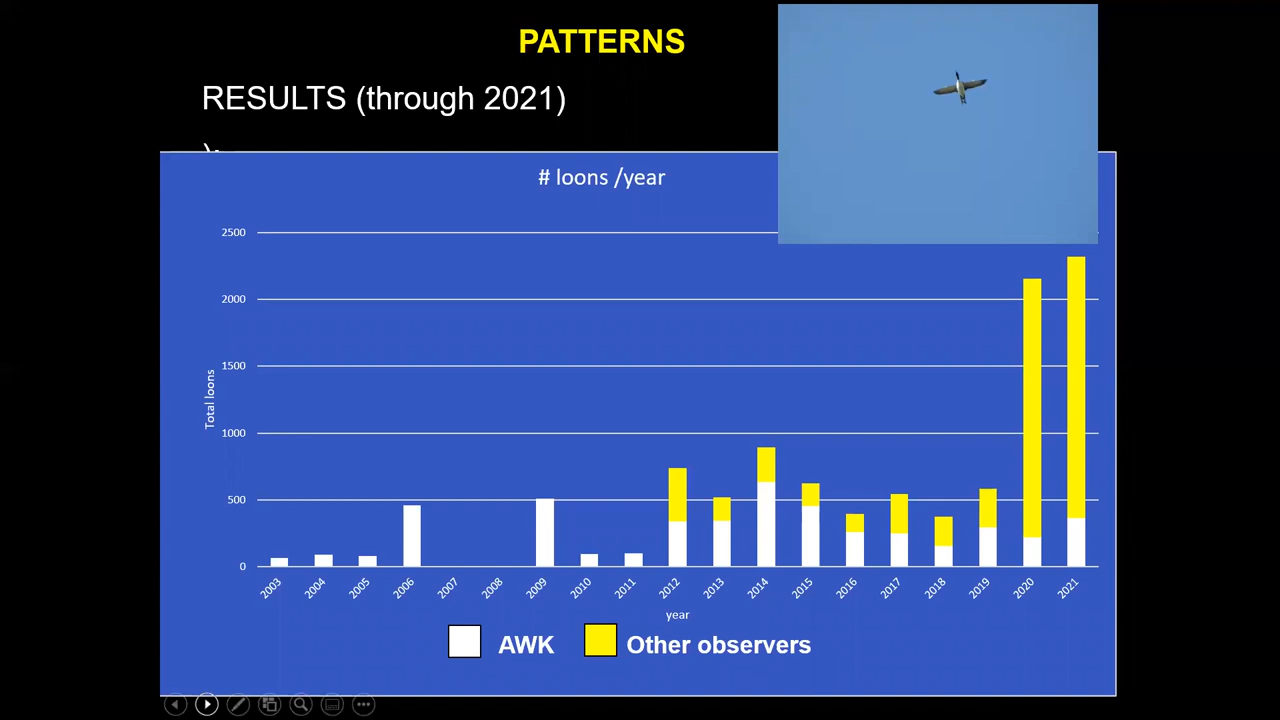 PATTERNS
RESULTS (through 2021)
):
# loons /year
2500
2000
1500
1000
500
0
Total loons
2003 2004 2005 2006 2007 2008 2009 2010 2011 2012 2013 2014 2015 2016 2017 2018 2019 2020 2021
year
AWK Other observers